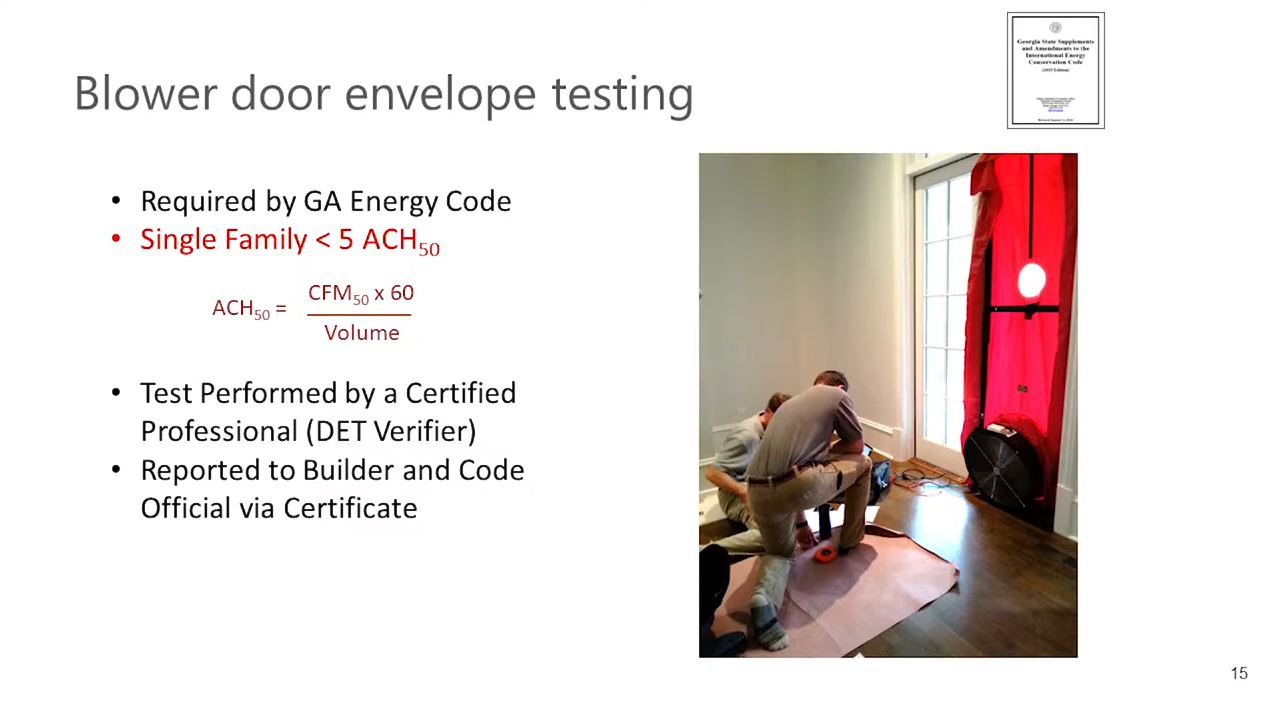 Georgia State Supplements
and Amendments to the
International Energy
Conservation Code
(2015 Edition)
Blower door envelope testing
• Required by GA Energy Code
• Single Family < 5 ACH₅₀
ACH₅₀ = CFM₅₀ x 60
Volume
• Test Performed by a Certified
Professional (DET Verifier)
• Reported to Builder and Code
Official via Certificate
15